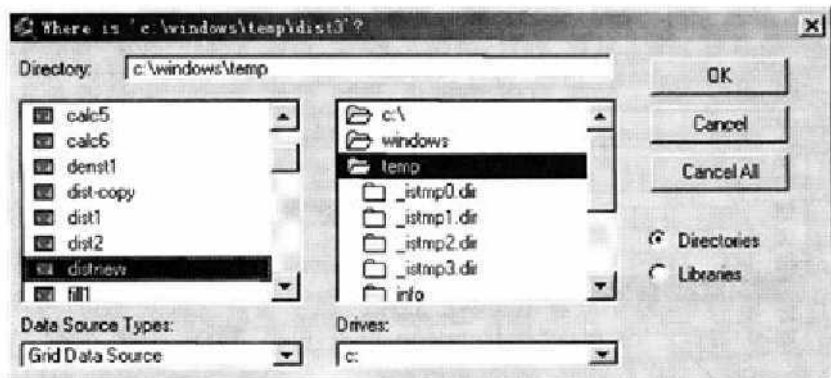 Where is 'c:\windows\temp\dist3'?
Directory: c:\windows\temp
OK
Cancel
Cancel All
calc5
calc6
denst1
dist-copy
dist1
dist2
distnew
fill1
c:\
windows
temp
_istmp0.dir
_istmp1.dir
_istmp2.dir
_istmp3.dir
info
Directories
Libraries
Data Source Types:
Grid Data Source
Drives:
c: